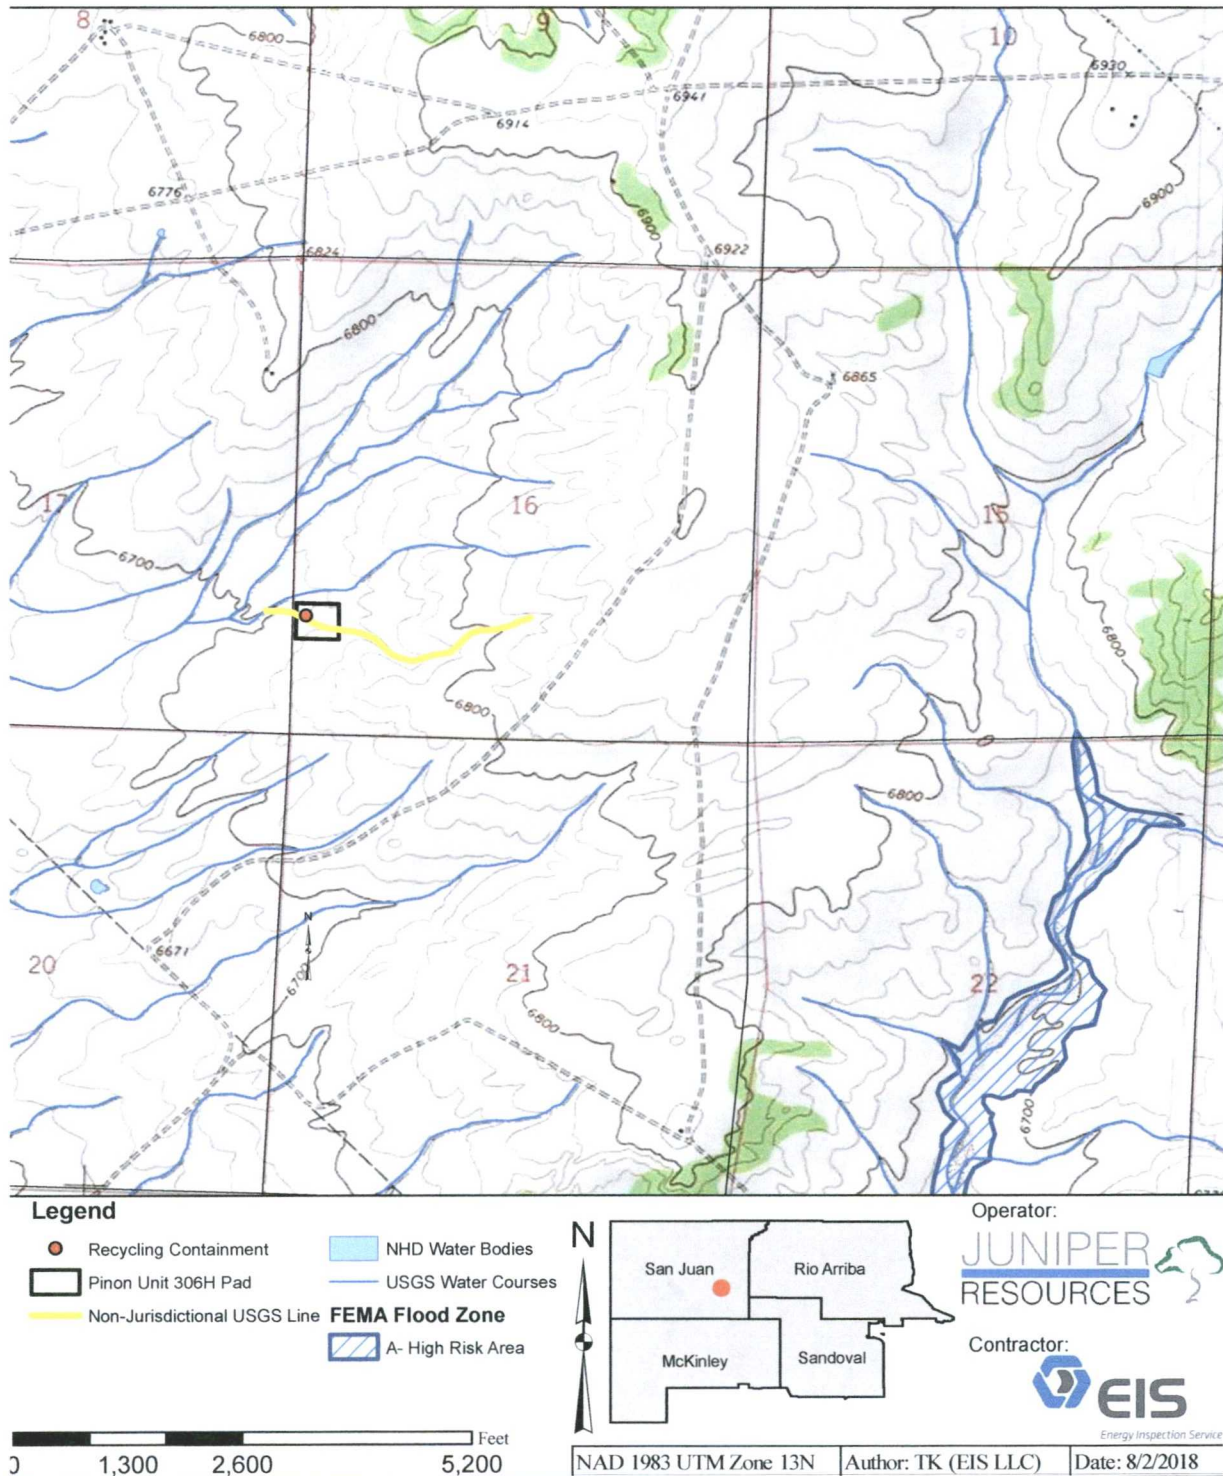 8
6800
9
10
6930
6941
6914
6776
6900
6900
6824
6922
6800
6865
17
16
15
6700
6800
6800
6800
6671
20
6700
21
22
6800
N
6700
Legend
Recycling Containment
Pinon Unit 306H Pad
Non-Jurisdictional USGS Line
NHD Water Bodies
USGS Water Courses
FEMA Flood Zone
A- High Risk Area
0 1,300 2,600 5,200
Feet
N
San Juan
Rio Arriba
McKinley
Sandoval
Operator:
JUNIPER
RESOURCES
Contractor:
EIS
Energy Inspection Service
NAD 1983 UTM Zone 13N
Author: TK (EIS LLC)
Date: 8/2/2018